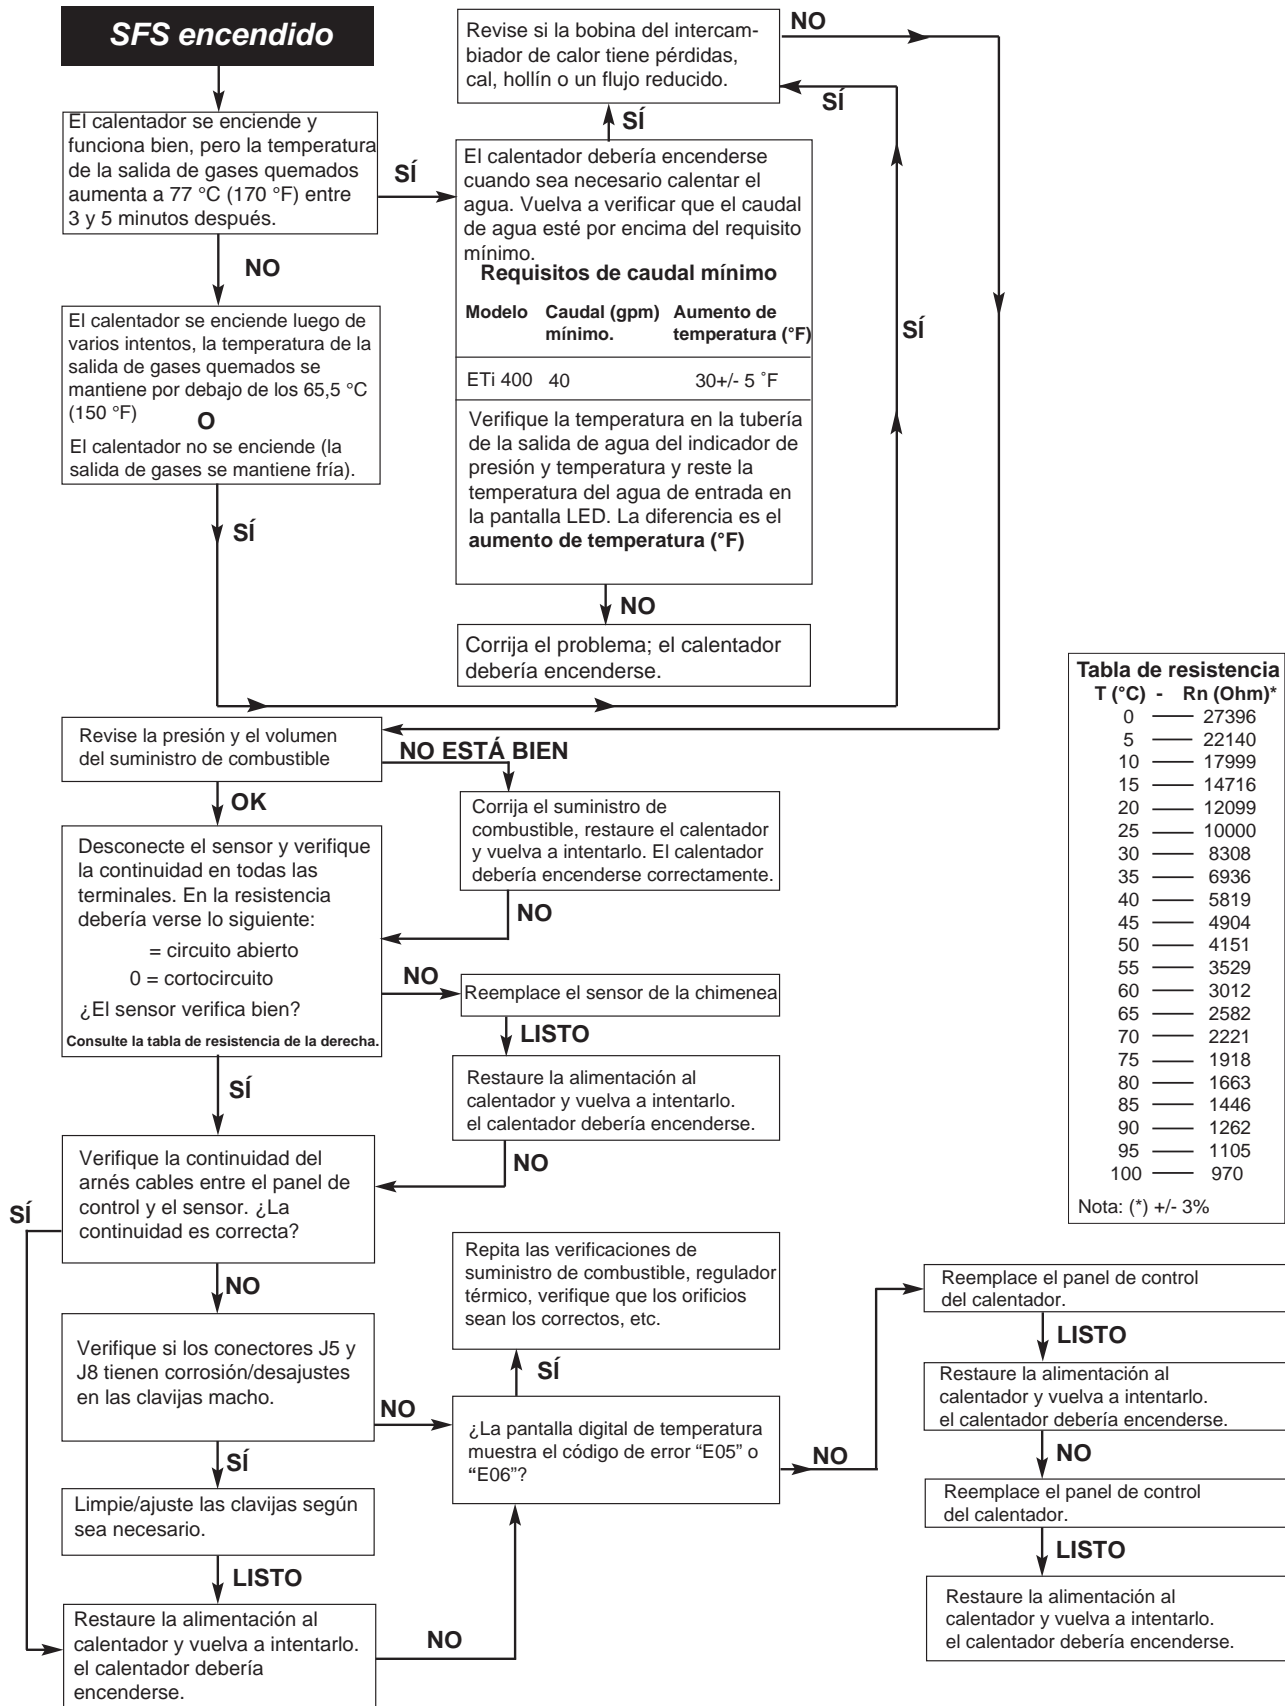 SFS encendido
El calentador se enciende y
funciona bien, pero la temperatura
de la salida de gases quemados
aumenta a 77 °C (170 °F) entre
3 y 5 minutos después.
SÍ
NO
El calentador se enciende luego de
varios intentos, la temperatura de la
salida de gases quemados se
mantiene por debajo de los 65,5 °C
(150 °F)
O
El calentador no se enciende (la
salida de gases se mantiene fría).
SÍ
Revise si la bobina del intercam-
biador de calor tiene pérdidas,
cal, hollín o un flujo reducido.
NO
SÍ
SÍ
El calentador debería encenderse
cuando sea necesario calentar el
agua. Vuelva a verificar que el caudal
de agua esté por encima del requisito
mínimo.
Requisitos de caudal mínimo
Modelo Caudal (gpm) Aumento de
mínimo. temperatura (°F)
ETi 400 40 30+/- 5 ˚F
Verifique la temperatura en la tubería
de la salida de agua del indicador de
presión y temperatura y reste la
temperatura del agua de entrada en
la pantalla LED. La diferencia es el
aumento de temperatura (°F)
SÍ
NO
Corrija el problema; el calentador
debería encenderse.
Revise la presión y el volumen
del suministro de combustible
NO ESTÁ BIEN
OK
Corrija el suministro de
combustible, restaure el calentador
y vuelva a intentarlo. El calentador
debería encenderse correctamente.
NO
Desconecte el sensor y verifique
la continuidad en todas las
terminales. En la resistencia
debería verse lo siguiente:
= circuito abierto
0 = cortocircuito
¿El sensor verifica bien?
Consulte la tabla de resistencia de la derecha.
NO
Reemplace el sensor de la chimenea
LISTO
Restaure la alimentación al
calentador y vuelva a intentarlo.
el calentador debería encenderse.
NO
SÍ
Verifique la continuidad del
arnés cables entre el panel de
control y el sensor. ¿La
continuidad es correcta?
SÍ
NO
Verifique si los conectores J5 y
J8 tienen corrosión/desajustes
en las clavijas macho.
NO
SÍ
Limpie/ajuste las clavijas según
sea necesario.
LISTO
Restaure la alimentación al
calentador y vuelva a intentarlo.
el calentador debería
encenderse.
NO
Repita las verificaciones de
suministro de combustible, regulador
térmico, verifique que los orificios
sean los correctos, etc.
SÍ
¿La pantalla digital de temperatura
muestra el código de error “E05” o
“E06”?
NO
Reemplace el panel de control
del calentador.
LISTO
Restaure la alimentación al
calentador y vuelva a intentarlo.
el calentador debería encenderse.
NO
Reemplace el panel de control
del calentador.
LISTO
Restaure la alimentación al
calentador y vuelva a intentarlo.
el calentador debería encenderse.
Tabla de resistencia
T (°C) - Rn (Ohm)*
0 — 27396
5 — 22140
10 — 17999
15 — 14716
20 — 12099
25 — 10000
30 — 8308
35 — 6936
40 — 5819
45 — 4904
50 — 4151
55 — 3529
60 — 3012
65 — 2582
70 — 2221
75 — 1918
80 — 1663
85 — 1446
90 — 1262
95 — 1105
100 — 970
Nota: (*) +/- 3%